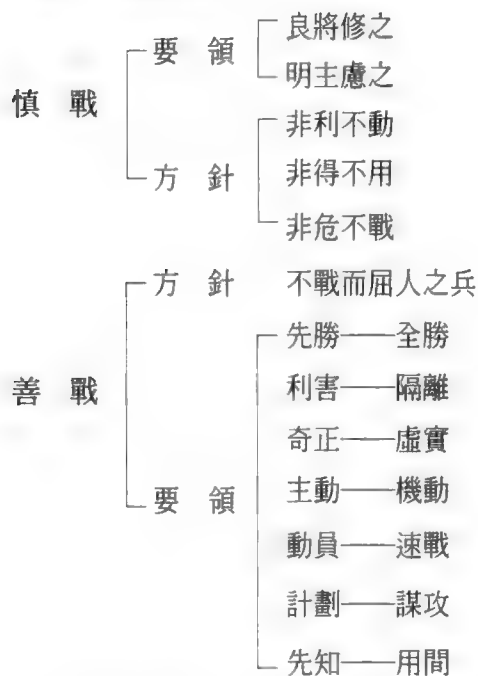 慎戰
要領
良將修之
明主慮之
方針
非利不動
非得不用
非危不戰
善戰
方針
不戰而屈人之兵
要領
先勝——全勝
利害——隔離
奇正——虛實
主動——機動
動員——速戰
計劃——謀攻
先知——用間